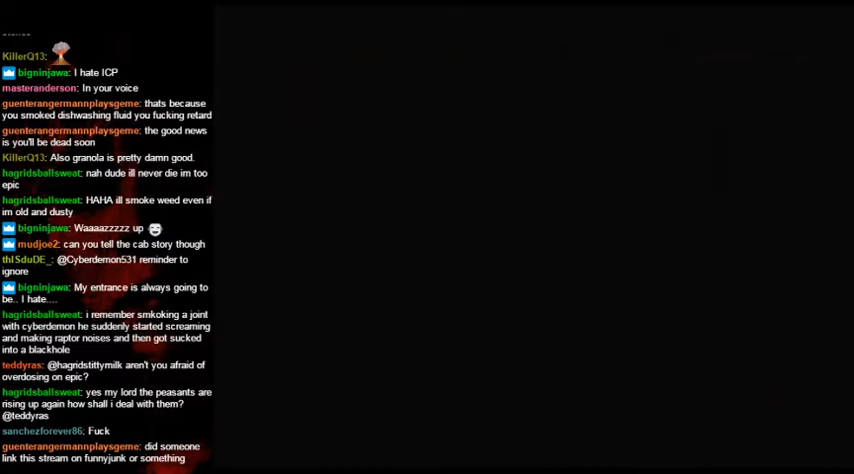 KillerQ13:
bigninjawa: I hate ICP
masteranderson: In your voice
guenterangermannplaysgeme: thats because
you smoked dishwashing fluid you fucking retard
guenterangermannplaysgeme: the good news
is you'll be dead soon
KillerQ13: Also granola is pretty damn good.
hagridsballsweat: nah dude ill never die im too
epic
hagridsballsweat: HAHA ill smoke weed even if
im old and dusty
bigninjawa: Waaaazzzzz up
mudjoe2: can you tell the cab story though
thISduDE_: @Cyberdemon531 reminder to
ignore
bigninjawa: My entrance is always going to
be.. I hate....
hagridsballsweat: i remember smkoking a joint
with cyberdemon he suddenly started screaming
and making raptor noises and then got sucked
into a blackhole
teddyras: @hagridstittymilk aren't you afraid of
overdosing on epic?
hagridsballsweat: yes my lord the peasants are
rising up again how shall i deal with them?
@teddyras
sanchezforever86: Fuck
guenterangermannplaysgeme: did someone
link this stream on funnyjunk or something